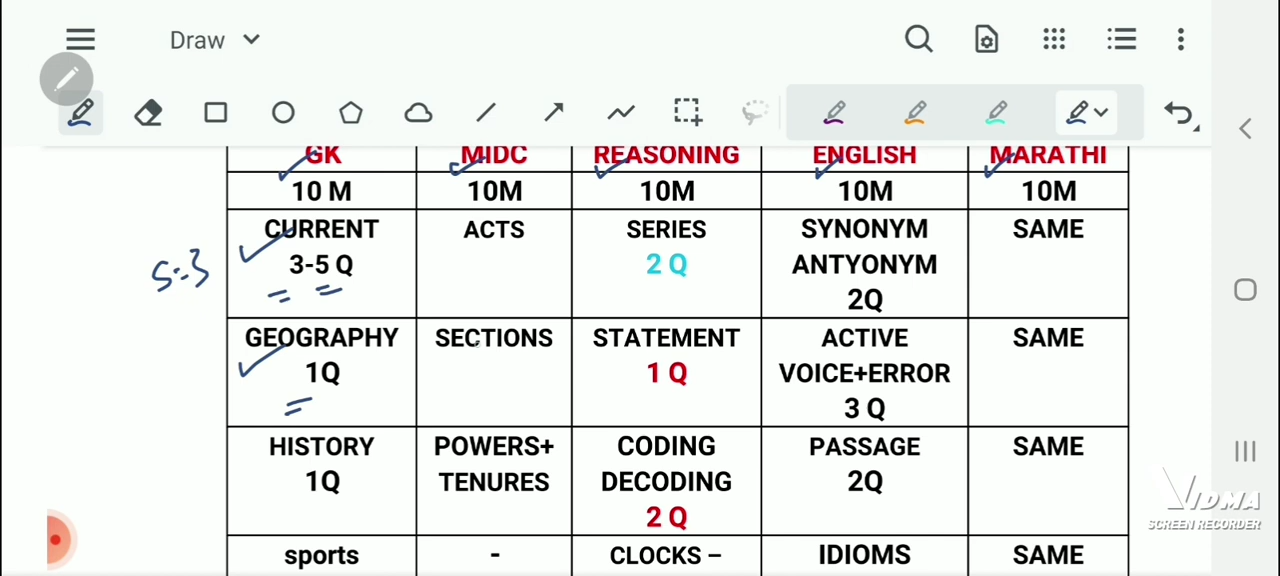 Draw
GK MIDC REASONING ENGLISH MARATHI
10 M 10M 10M 10M 10M
CURRENT
3-5 Q
ACTS
SERIES
2 Q
SYNONYM
ANTYONYM
2Q
SAME
5:-3
GEOGRAPHY
1Q
SECTIONS
STATEMENT
1 Q
ACTIVE
VOICE+ERROR
3 Q
SAME
HISTORY
1Q
POWERS+
TENURES
CODING
DECODING
2 Q
PASSAGE
2Q
SAME
sports - CLOCKS – IDIOMS SAME
VIDMA
SCREEN RECORDER